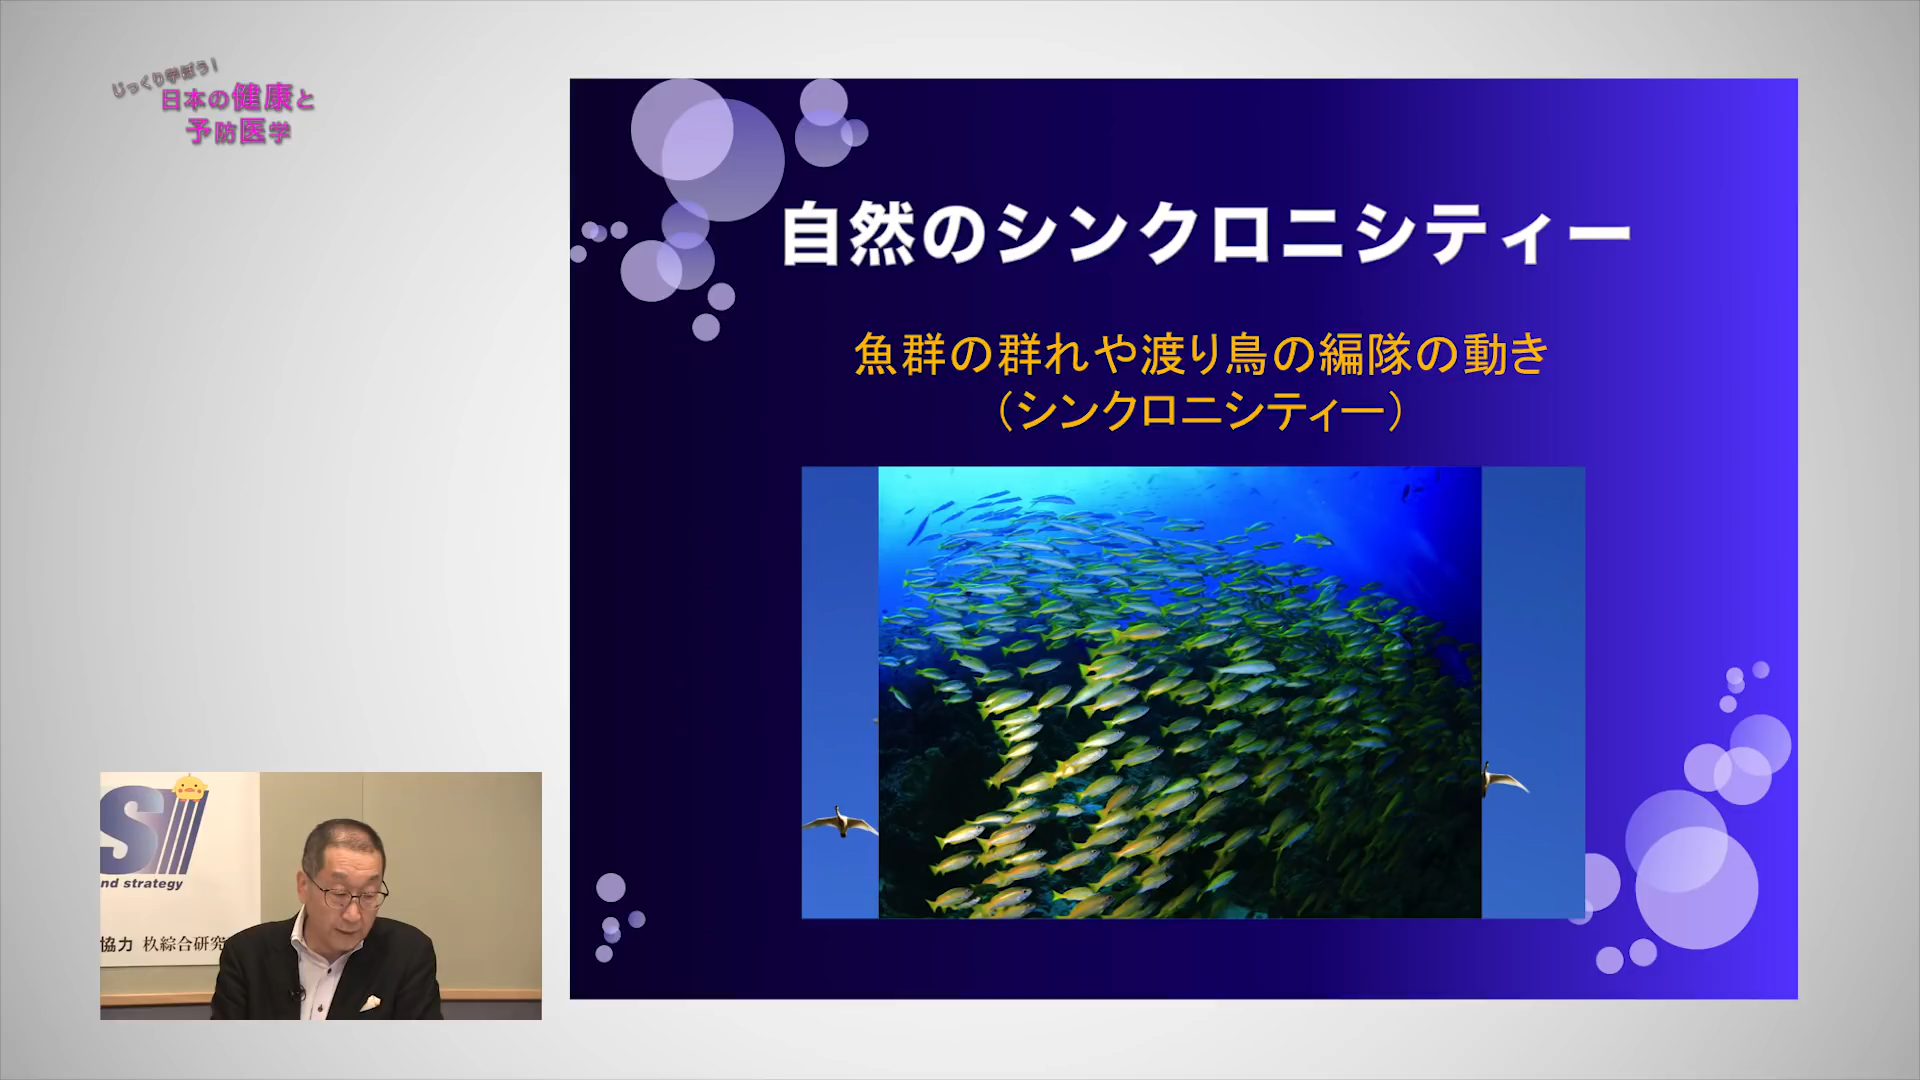 じっくり学ぼう!
日本の健康と
予防医学
自然のシンクロニシティー
魚群の群れや渡り鳥の編隊の動き
(シンクロニシティー)
S
nd strategy
協力 杦綜合研究